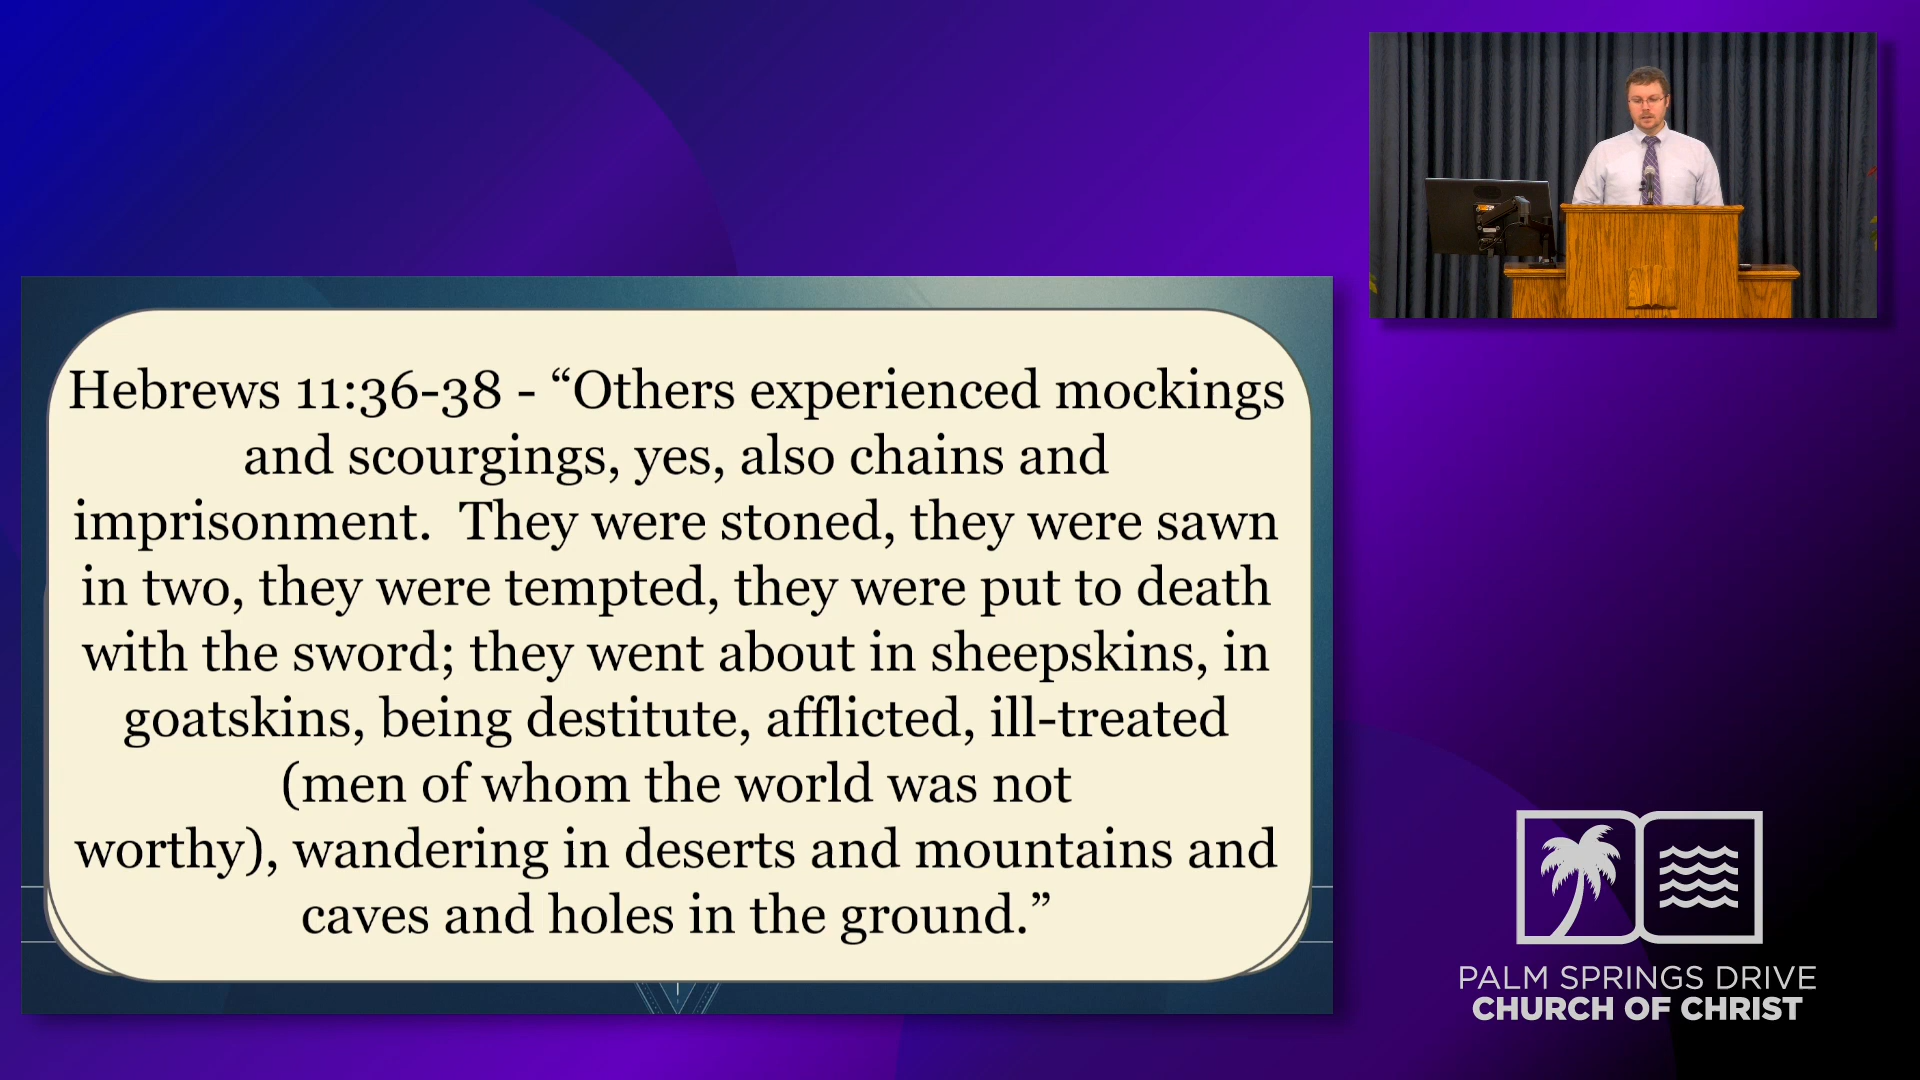 Hebrews 11:36-38 - “Others experienced mockings
and scourgings, yes, also chains and
imprisonment.  They were stoned, they were sawn
in two, they were tempted, they were put to death
with the sword; they went about in sheepskins, in
goatskins, being destitute, afflicted, ill-treated
(men of whom the world was not
worthy), wandering in deserts and mountains and
caves and holes in the ground.”
PALM SPRINGS DRIVE
CHURCH OF CHRIST